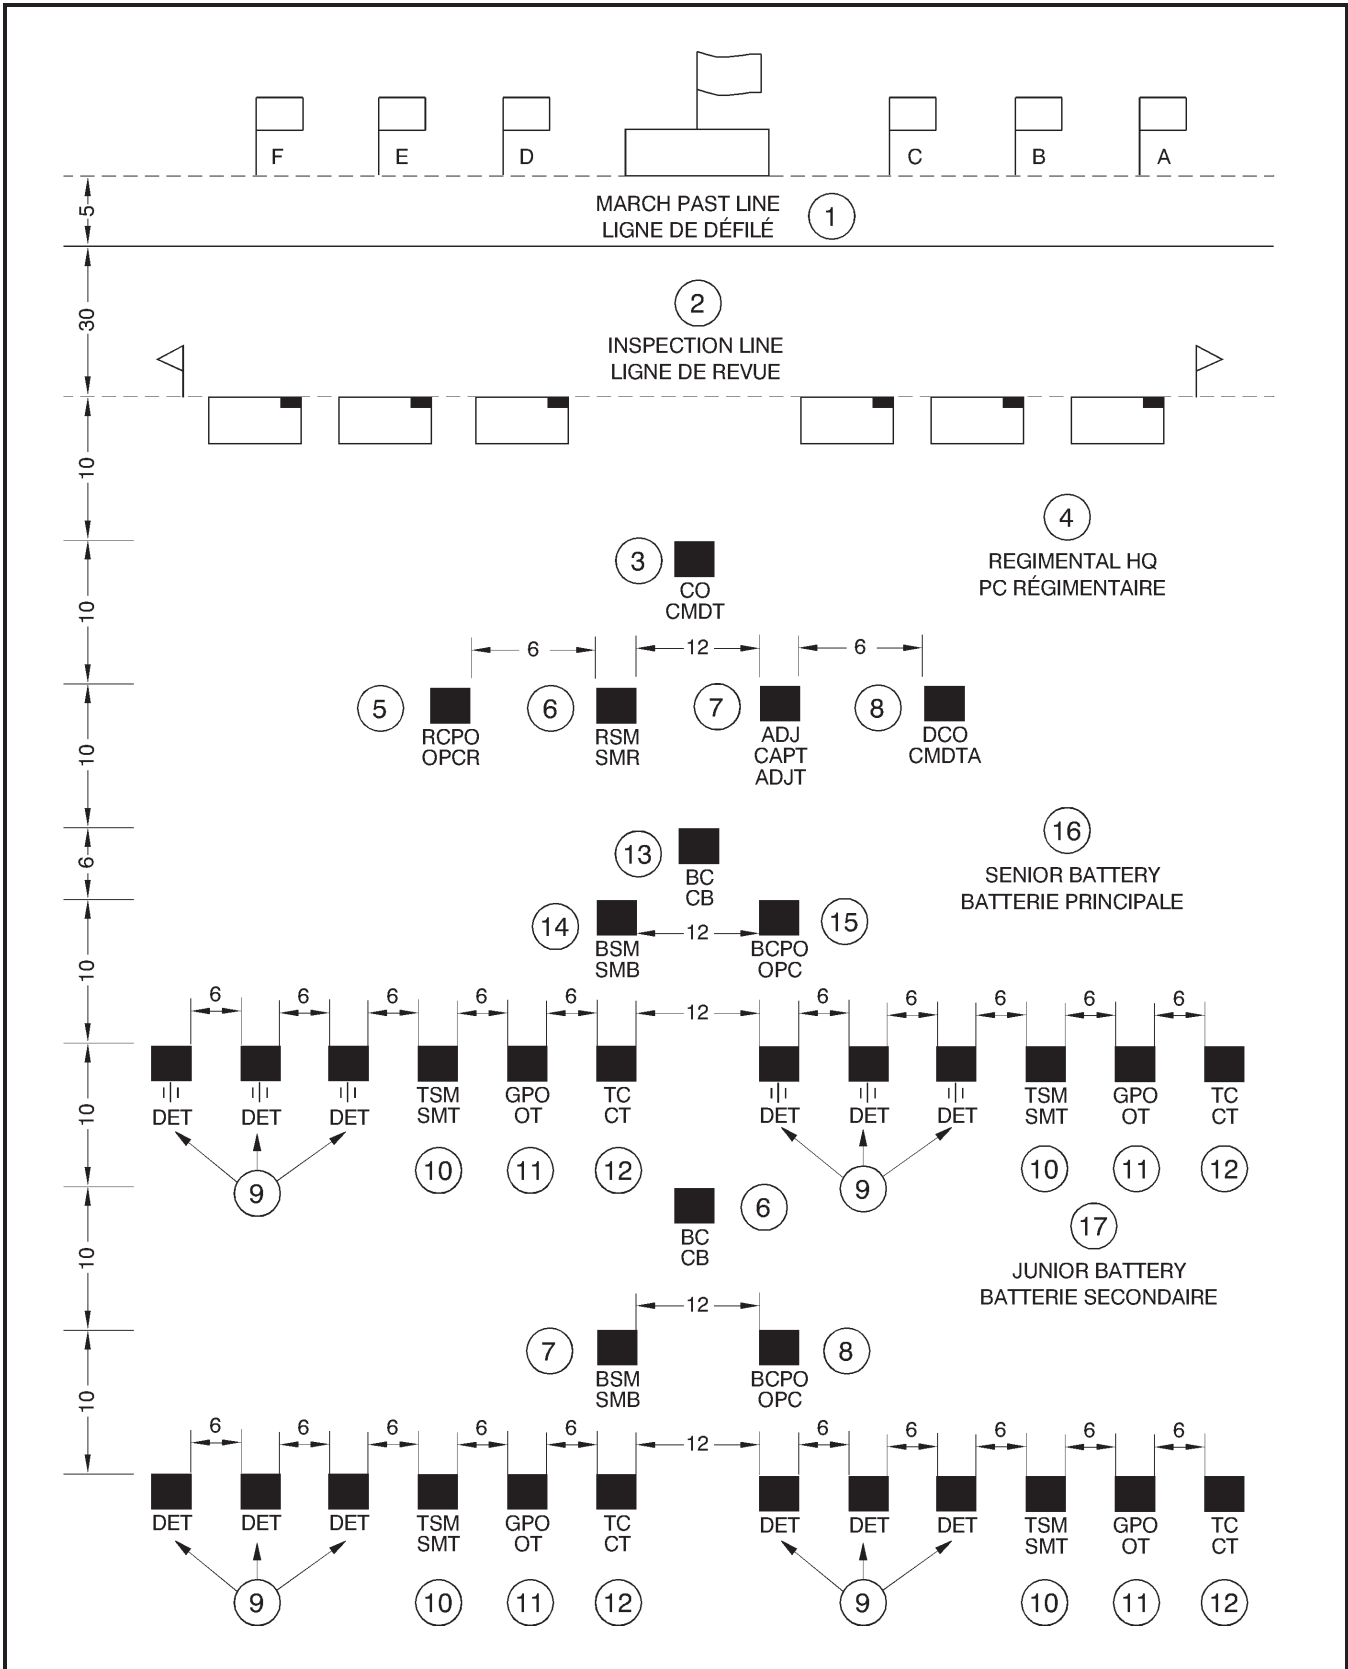 F E D C B A
5
MARCH PAST LINE
LIGNE DE DÉFILÉ
1
30
2
INSPECTION LINE
LIGNE DE REVUE
10
4
REGIMENTAL HQ
PC RÉGIMENTAIRE
3
CO
CMDT
10
6 12 6
5 6 7 8
RCPO RSM ADJ DCO
OPCR SMR CAPT CMDTA
ADJT
10
16
SENIOR BATTERY
BATTERIE PRINCIPALE
6
13
BC
CB
14 12 15
BSM BCPO
SMB OPC
10
6 6 6 6 6 12 6 6 6 6 6
DET DET DET TSM GPO TC DET DET DET TSM GPO TC
SMT OT CT SMT OT CT
10
9 10 11 12 9 10 11 12
6
BC
CB
17
JUNIOR BATTERY
BATTERIE SECONDAIRE
10
12
7 8
BSM BCPO
SMB OPC
10
6 6 6 6 6 12 6 6 6 6 6
DET DET DET TSM GPO TC DET DET DET TSM GPO TC
SMT OT CT SMT OT CT
9 10 11 12 9 10 11 12